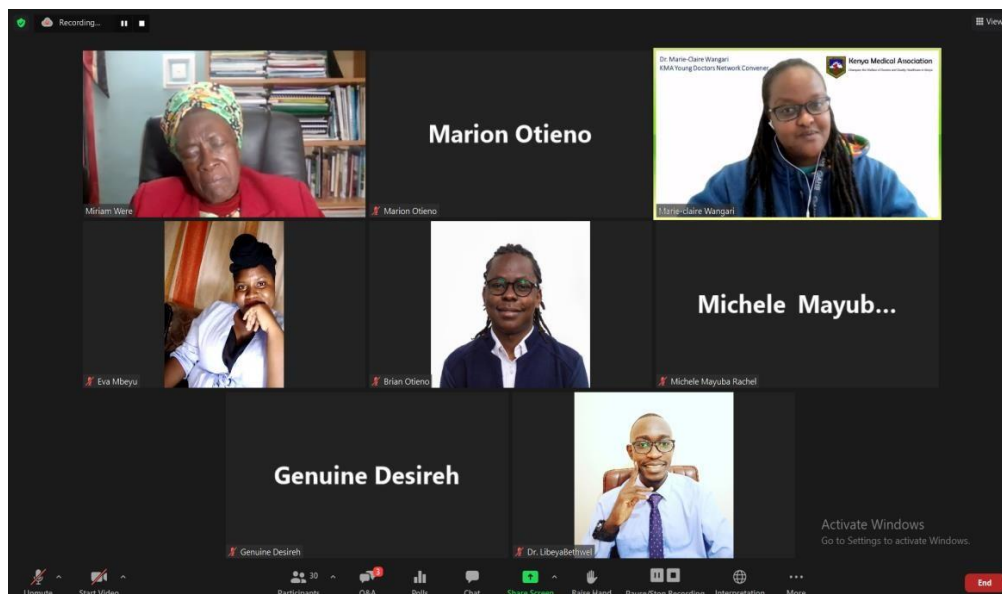 Recording...
View
Miriam Were
Marion Otieno
Marion Otieno
Dr. Marie-Claire Wangari
KMA Young Doctors Network Convener
Kenya Medical Association
Marie-claire Wangari
Eva Mbeyu
Brian Otieno
Michele Mayub...
Michele Mayuba Rachel
Genuine Desireh
Genuine Desireh
Dr. LibeyaBethwel
Activate Windows
Go to Settings to activate Windows.
Unmute
Start Video
30
Participants
3
Q&A
Polls
Chat
Share Screen
Raise Hand
Pause/Stop Recording
Interpretation
More
End